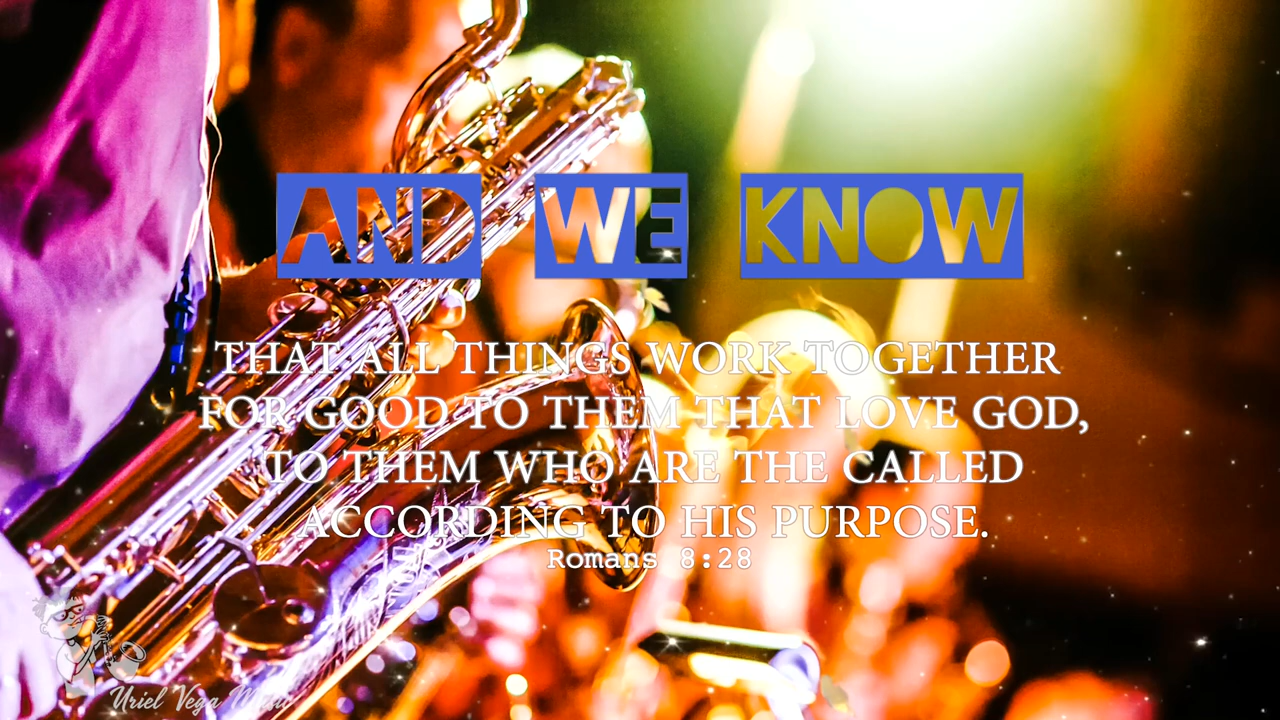 AND WE KNOW
THAT ALL THINGS WORK TOGETHER
FOR GOOD TO THEM THAT LOVE GOD,
TO THEM WHO ARE THE CALLED
ACCORDING TO HIS PURPOSE.
Romans 8:28
Uriel Vega Music